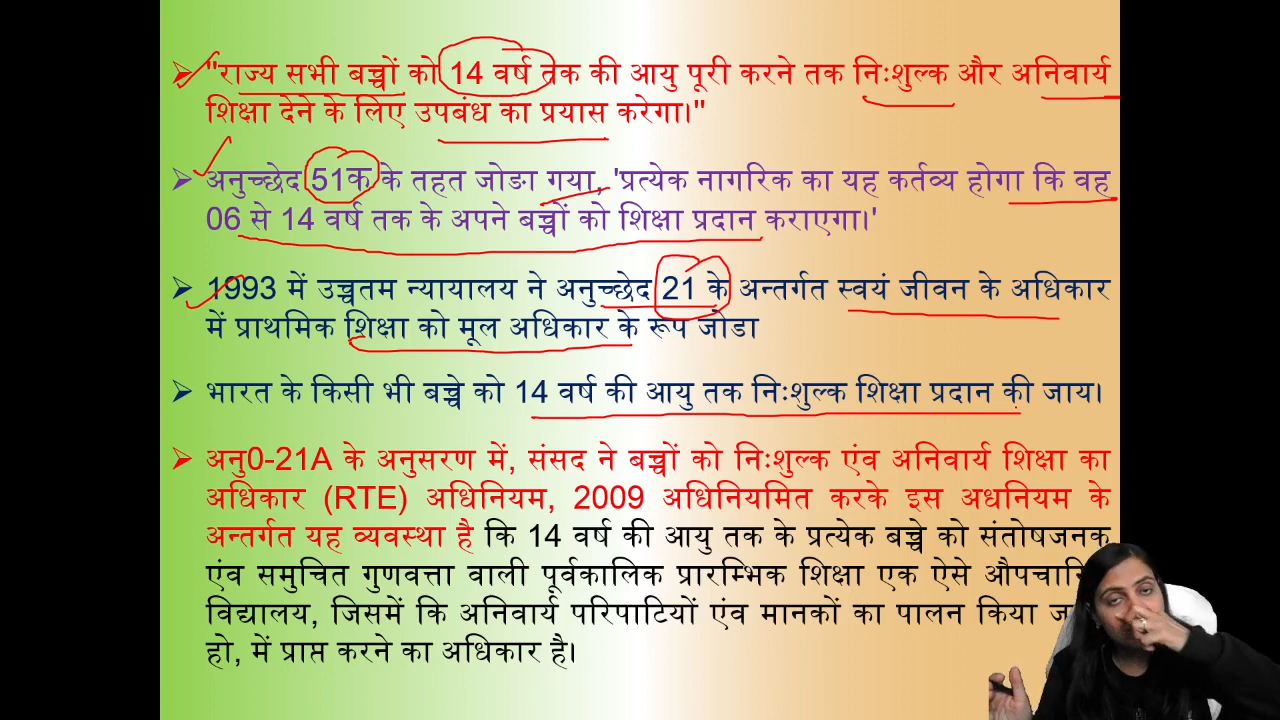 "राज्य सभी बच्चों को 14 वर्ष तक की आयु पूरी करने तक निःशुल्क और अनिवार्य
शिक्षा देने के लिए उपबंध का प्रयास करेगा।"
अनुच्छेद 51क के तहत जोङा गया, 'प्रत्येक नागरिक का यह कर्तव्य होगा कि वह
06 से 14 वर्ष तक के अपने बच्चों को शिक्षा प्रदान कराएगा।'
1993 में उच्चतम न्यायालय ने अनुच्छेद 21 के अन्तर्गत स्वयं जीवन के अधिकार
में प्राथमिक शिक्षा को मूल अधिकार के रूप जोडा
भारत के किसी भी बच्चे को 14 वर्ष की आयु तक निःशुल्क शिक्षा प्रदान की जाय।
अनु0-21A के अनुसरण में, संसद ने बच्चों को निःशुल्क एंव अनिवार्य शिक्षा का
अधिकार (RTE) अधिनियम, 2009 अधिनियमित करके इस अधनियम के
अन्तर्गत यह व्यवस्था है कि 14 वर्ष की आयु तक के प्रत्येक बच्चे को संतोषजनक
एंव समुचित गुणवत्ता वाली पूर्वकालिक प्रारम्भिक शिक्षा एक ऐसे
विद्यालय, जिसमें कि अनिवार्य परिपाटियों एंव मानकों का पालन किया
हो, में प्राप्त करने का अधिकार है।